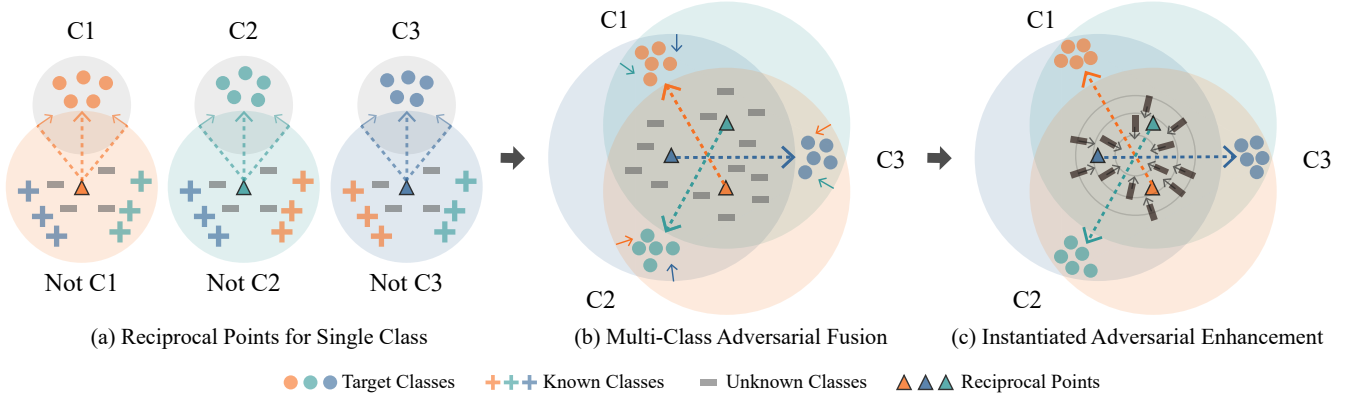 C1
C2
C3
Not C1
Not C2
Not C3
(a) Reciprocal Points for Single Class
C1
C3
C2
(b) Multi-Class Adversarial Fusion
C1
C3
C2
(c) Instantiated Adversarial Enhancement
Target Classes
Known Classes
Unknown Classes
Reciprocal Points